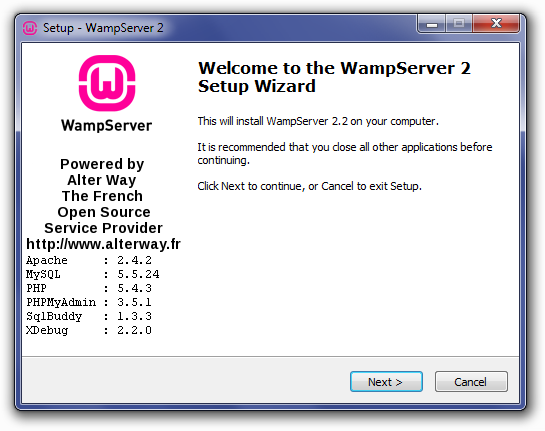 Setup - WampServer 2
WampServer
Powered by
Alter Way
The French
Open Source
Service Provider
http://www.alterway.fr
Apache : 2.4.2
MySQL : 5.5.24
PHP : 5.4.3
PHPMyAdmin : 3.5.1
SqlBuddy : 1.3.3
XDebug : 2.2.0
Welcome to the WampServer 2
Setup Wizard
This will install WampServer 2.2 on your computer.
It is recommended that you close all other applications before
continuing.
Click Next to continue, or Cancel to exit Setup.
Next >
Cancel